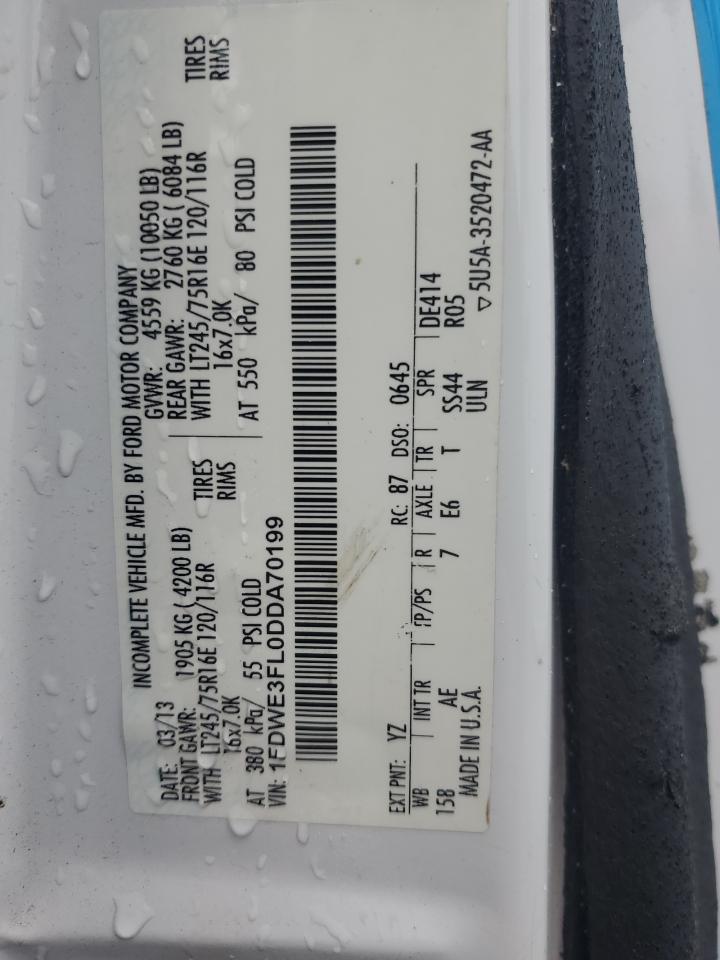 INCOMPLETE VEHICLE MFD. BY FORD MOTOR COMPANY
DATE: 03/13 GVWR: 4559 KG (10050 LB)
FRONT GAWR: 1905 KG ( 4200 LB) REAR GAWR: 2760 KG ( 6084 LB)
WITH LT245/75R16E 120/116R TIRES WITH LT245/75R16E 120/116R TIRES
16x7.0K RIMS 16x7.0K RIMS
AT 380 kPa/ 55 PSI COLD AT 550 kPa/ 80 PSI COLD
VIN: 1FDWE3FL0DDA70199
EXT PNT: YZ RC: 87 DSO: 0645
WB INT TR TP/PS R AXLE TR SPR
158 AE 7 E6 T SS44 DE414
ULN R05
MADE IN U.S.A. ▽5U5A-3520472-AA